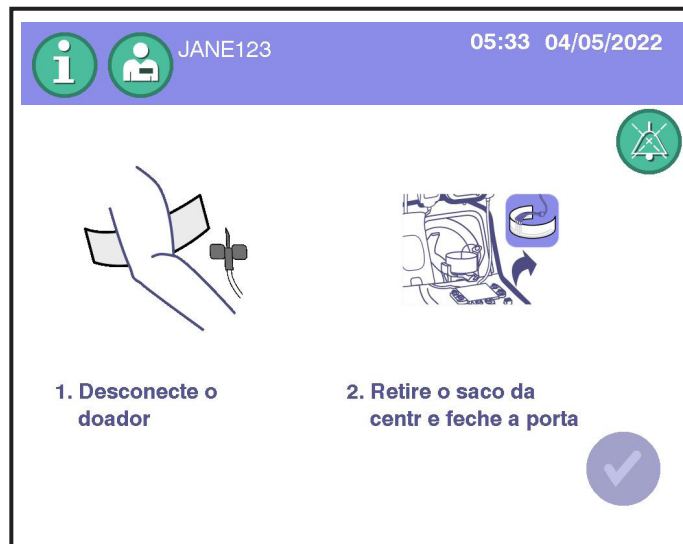 JANE123
05:33 04/05/2022
1. Desconecte o
doador
2. Retire o saco da
centr e feche a porta